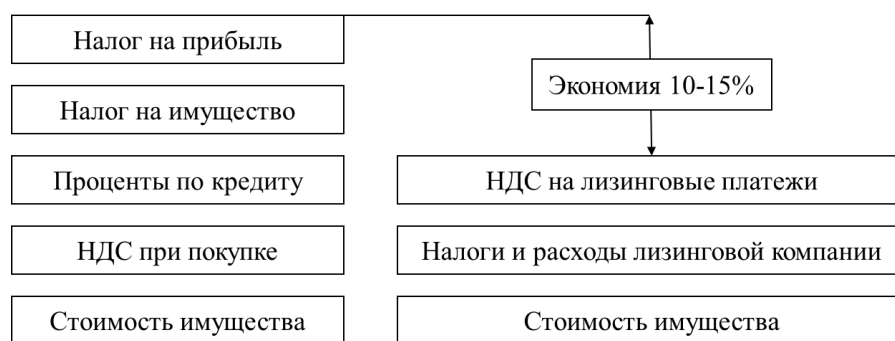 Налог на прибыль
Экономия 10-15%
Налог на имущество
Проценты по кредиту
НДС на лизинговые платежи
НДС при покупке
Налоги и расходы лизинговой компании
Стоимость имущества
Стоимость имущества